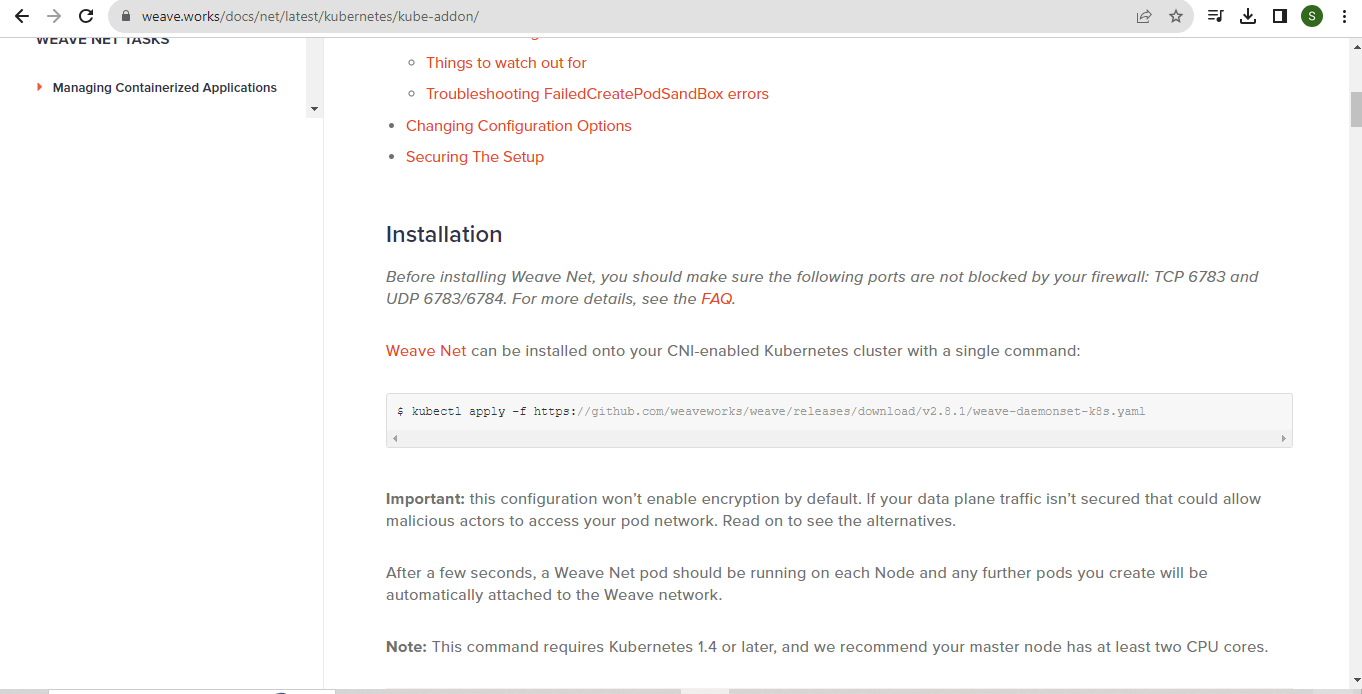 weave.works/docs/net/latest/kubernetes/kube-addon/
S
WEAVE NET TASKS
Managing Containerized Applications
Things to watch out for
Troubleshooting FailedCreatePodSandBox errors
Changing Configuration Options
Securing The Setup
Installation
Before installing Weave Net, you should make sure the following ports are not blocked by your firewall: TCP 6783 and
UDP 6783/6784. For more details, see the FAQ.
Weave Net can be installed onto your CNI-enabled Kubernetes cluster with a single command:
$ kubectl apply -f https://github.com/weaveworks/weave/releases/download/v2.8.1/weave-daemonset-k8s.yaml
Important: this configuration won’t enable encryption by default. If your data plane traffic isn’t secured that could allow
malicious actors to access your pod network. Read on to see the alternatives.
After a few seconds, a Weave Net pod should be running on each Node and any further pods you create will be
automatically attached to the Weave network.
Note: This command requires Kubernetes 1.4 or later, and we recommend your master node has at least two CPU cores.